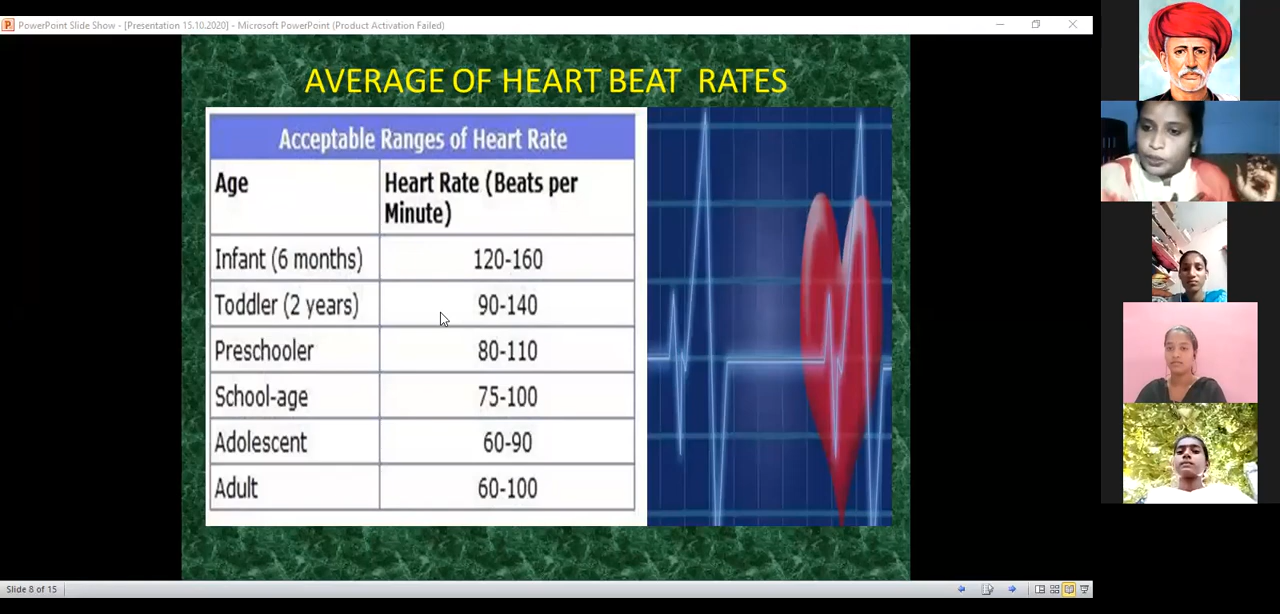 PowerPoint Slide Show - [Presentation 15.10.2020] - Microsoft PowerPoint (Product Activation Failed)
AVERAGE OF HEART BEAT RATES
Acceptable Ranges of Heart Rate
Age
Heart Rate (Beats per
Minute)
Infant (6 months) 120-160
Toddler (2 years) 90-140
Preschooler 80-110
School-age 75-100
Adolescent 60-90
Adult 60-100
Slide 8 of 15